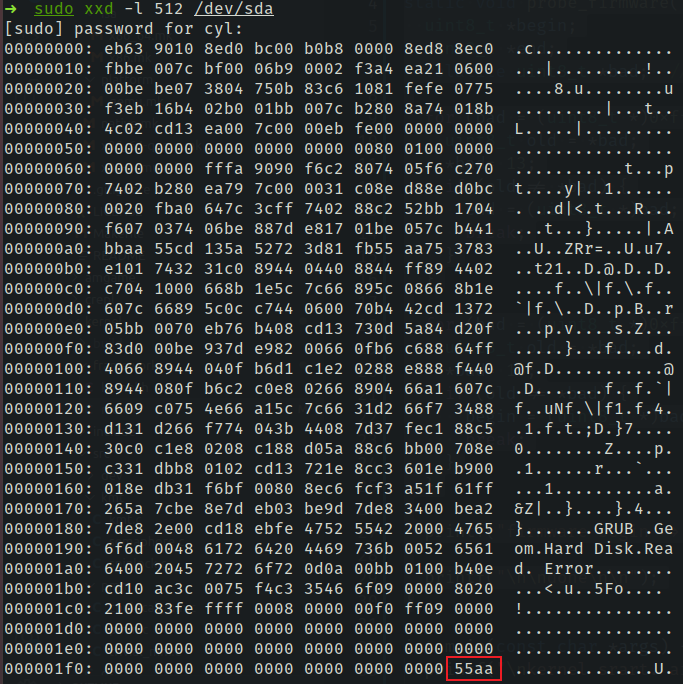 ➜ sudo xxd -l 512 /dev/sda
[sudo] password for cyl:
00000000: eb63 9010 8ed0 bc00 b0b8 0000 8ed8 8ec0 .c..............
00000010: fbbe 007c bf00 06b9 0002 f3a4 ea21 0600 ...|.........!..
00000020: 00be be07 3804 750b 83c6 1081 fefe 0775 ....8.u........u
00000030: f3eb 16b4 02b0 01bb 007c b280 8a74 018b .........|...t..
00000040: 4c02 cd13 ea00 7c00 00eb fe00 0000 0000 L.....|.........
00000050: 0000 0000 0000 0000 0000 0080 0100 0000 ................
00000060: 0000 0000 fffa 9090 f6c2 8074 05f6 c270 ...........t...p
00000070: 7402 b280 ea79 7c00 0031 c08e d88e d0bc t....y|..1......
00000080: 0020 fba0 647c 3cff 7402 88c2 52bb 1704 . ..d|<.t...R...
00000090: f607 0374 06be 887d e817 01be 057c b441 ...t...}.....|.A
000000a0: bbaa 55cd 135a 5272 3d81 fb55 aa75 3783 ..U..ZRr=..U.u7.
000000b0: e101 7432 31c0 8944 0440 8844 ff89 4402 ..t21..D.@.D..D.
000000c0: c704 1000 668b 1e5c 7c66 895c 0866 8b1e ....f..\|f.\.f..
000000d0: 607c 6689 5c0c c744 0600 70b4 42cd 1372 `|f.\..D..p.B..r
000000e0: 05bb 0070 eb76 b408 cd13 730d 5a84 d20f ...p.v....s.Z...
000000f0: 83d0 00be 937d e982 0066 0fb6 c688 64ff .....}...f....d.
00000100: 4066 8944 040f b6d1 c1e2 0288 e888 f440 @f.D...........@
00000110: 8944 080f b6c2 c0e8 0266 8904 66a1 607c .D.......f..f.`|
00000120: 6609 c075 4e66 a15c 7c66 31d2 66f7 3488 f..uNf.\|f1.f.4.
00000130: d131 d266 f774 043b 4408 7d37 fec1 88c5 .1.f.t.;D.}7....
00000140: 30c0 c1e8 0208 c188 d05a 88c6 bb00 708e 0........Z....p.
00000150: c331 dbb8 0102 cd13 721e 8cc3 601e b900 .1......r...`...
00000160: 018e db31 f6bf 0080 8ec6 fcf3 a51f 61ff ...1..........a.
00000170: 265a 7cbe 8e7d eb03 be9d 7de8 3400 bea2 &Z|..}....}.4...
00000180: 7de8 2e00 cd18 ebfe 4752 5542 2000 4765 }.......GRUB .Ge
00000190: 6f6d 0048 6172 6420 4469 736b 0052 6561 om.Hard Disk.Rea
000001a0: 6400 2045 7272 6f72 0d0a 00bb 0100 b40e d. Error........
000001b0: cd10 ac3c 0075 f4c3 3546 6f09 0000 8020 ...<.u..5Fo....
000001c0: 2100 83fe ffff 0008 0000 00f0 ff09 0000 !...............
000001d0: 0000 0000 0000 0000 0000 0000 0000 0000 ................
000001e0: 0000 0000 0000 0000 0000 0000 0000 0000 ................
000001f0: 0000 0000 0000 0000 0000 0000 0000 55aa ..............U.